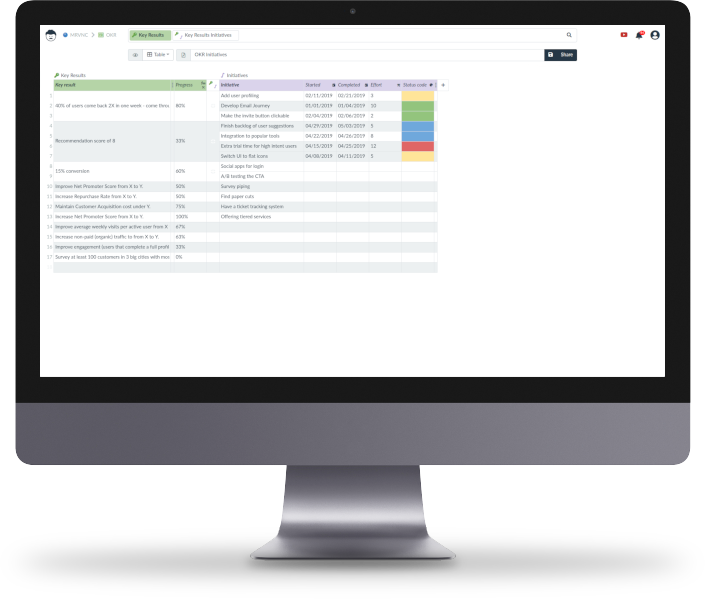 MRVNC > OKR Key Results Key Results Initiatives
Table OKR Initiatives Share
Key Results Initiatives
Key result Progress Initiative Started Completed Effort Status code +
1 Add user profiling 02/11/2019 02/21/2019 3
2 40% of users come back 2X in one week - come throu 80% Develop Email Journey 01/01/2019 01/04/2019 10
3 Make the invite button clickable 02/04/2019 02/06/2019 2
4 Finish backlog of user suggestions 04/29/2019 05/03/2019 5
5 Recommendation score of 8 33% Integration to popular tools 04/22/2019 04/26/2019 8
6 Extra trial time for high intent users 04/15/2019 04/25/2019 12
7 Switch UI to flat icons 04/08/2019 04/11/2019 5
8 Social apps for login
9 15% conversion 60% A/B testing the CTA
10 Improve Net Promoter Score from X to Y. 50% Survey piping
11 Increase Repurchase Rate from X to Y. 50% Find paper cuts
12 Maintain Customer Acquisition cost under Y. 75% Have a ticket tracking system
13 Increase Net Promoter Score from X to Y. 100% Offering tiered services
14 Improve average weekly visits per active user from X 67%
15 Increase non-paid (organic) traffic to from X to Y. 63%
16 Improve engagement (users that complete a full profil 33%
17 Survey at least 100 customers in 3 big cities with mos 0%